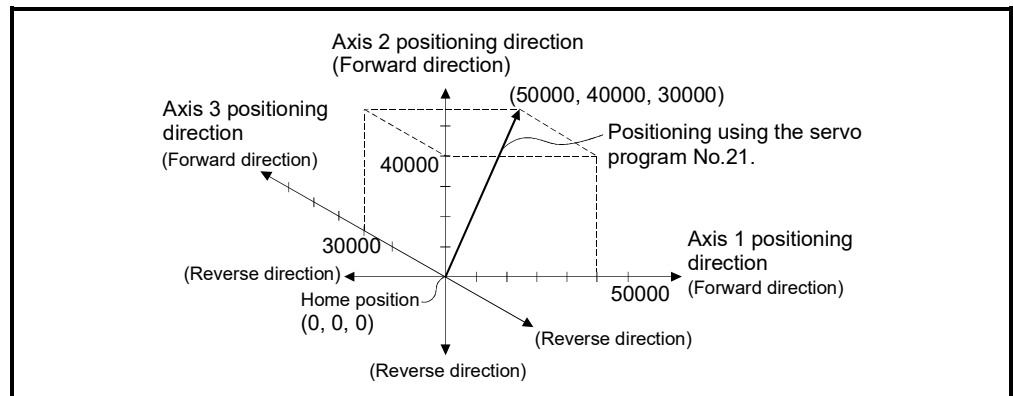 Axis 2 positioning direction
(Forward direction)
(50000, 40000, 30000)
Axis 3 positioning
direction
(Forward direction)
Positioning using the servo
program No.21.
40000
30000
Axis 1 positioning
direction
(Forward direction)
(Reverse direction)
50000
Home position
(0, 0, 0)
(Reverse direction)
(Reverse direction)